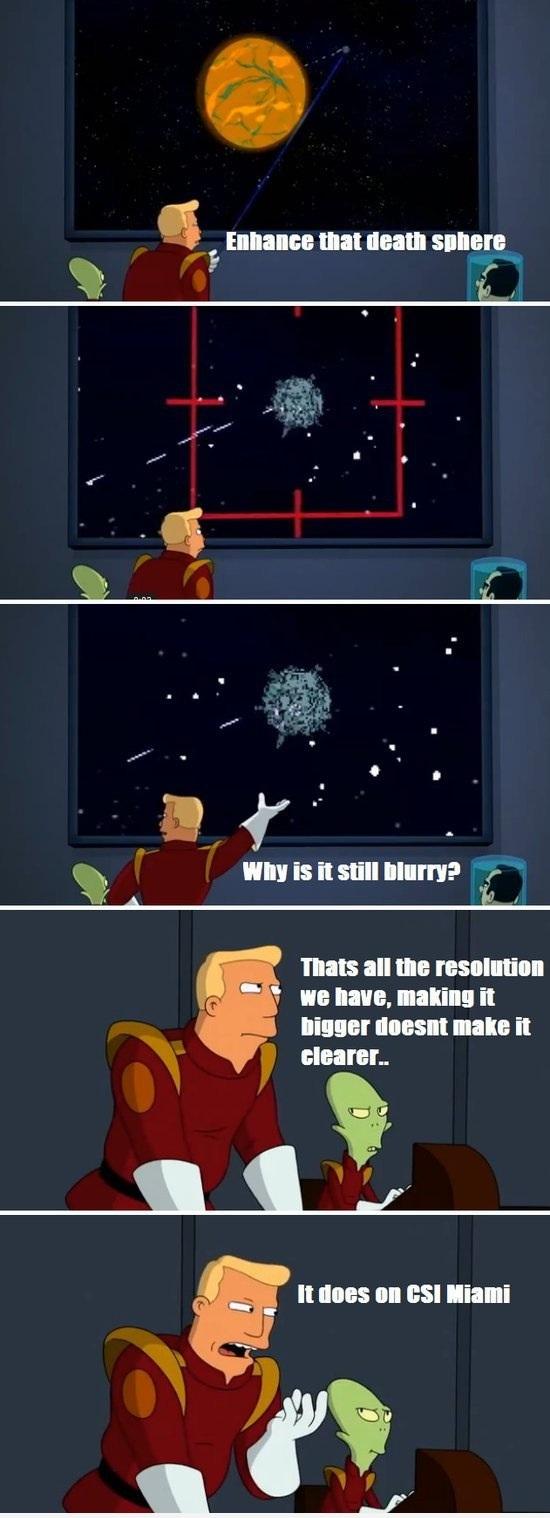 Enhance that death sphere
Why is it still blurry?
Thats all the resolution
we have, making it
bigger doesnt make it
clearer..
It does on CSI Miami